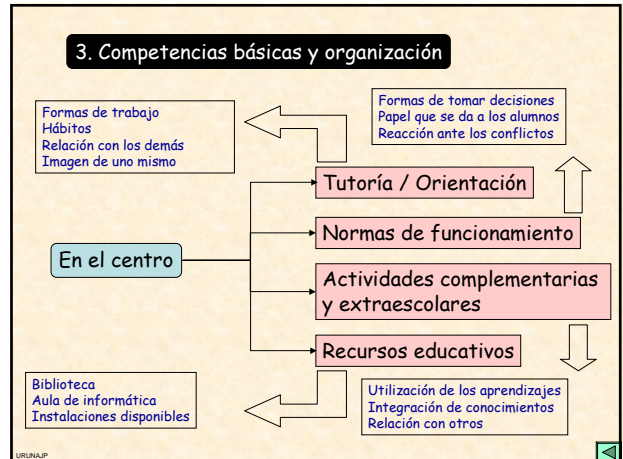 3. Competencias básicas y organización
Formas de trabajo
Hábitos
Relación con los demás
Imagen de uno mismo
Formas de tomar decisiones
Papel que se da a los alumnos
Reacción ante los conflictos
Tutoría / Orientación
Normas de funcionamiento
En el centro
Actividades complementarias
y extraescolares
Recursos educativos
Biblioteca
Aula de informática
Instalaciones disponibles
Utilización de los aprendizajes
Integración de conocimientos
Relación con otros
URUNAJP